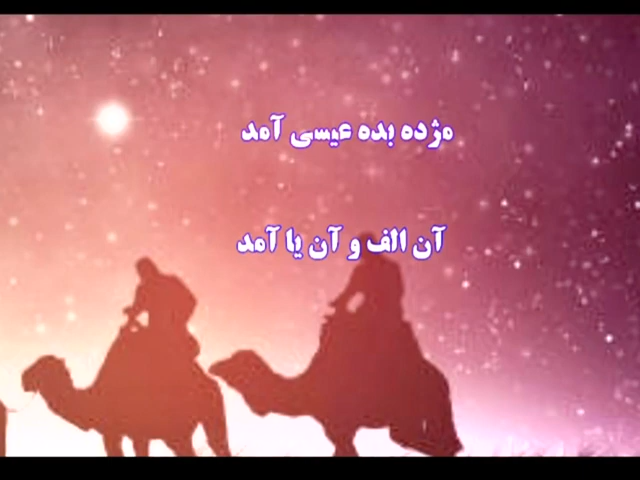 مژده بده عیسی آمد
آن الف و آن یا آمد